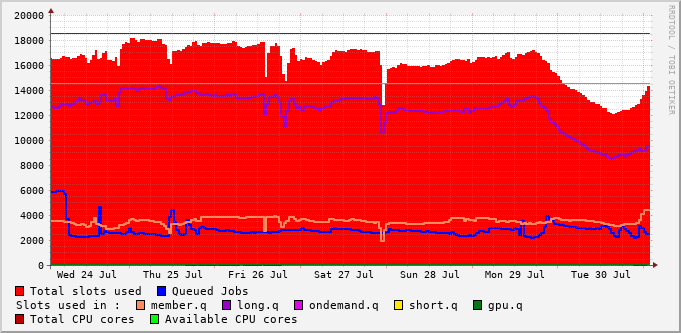 20000
18000
16000
14000
12000
10000
8000
6000
4000
2000
0
Wed 24 Jul Thu 25 Jul Fri 26 Jul Sat 27 Jul Sun 28 Jul Mon 29 Jul Tue 30 Jul
Total slots used Queued Jobs
Slots used in : member.q long.q ondemand.q short.q gpu.q
Total CPU cores Available CPU cores
RRDTOOL / TOBI OETIKER